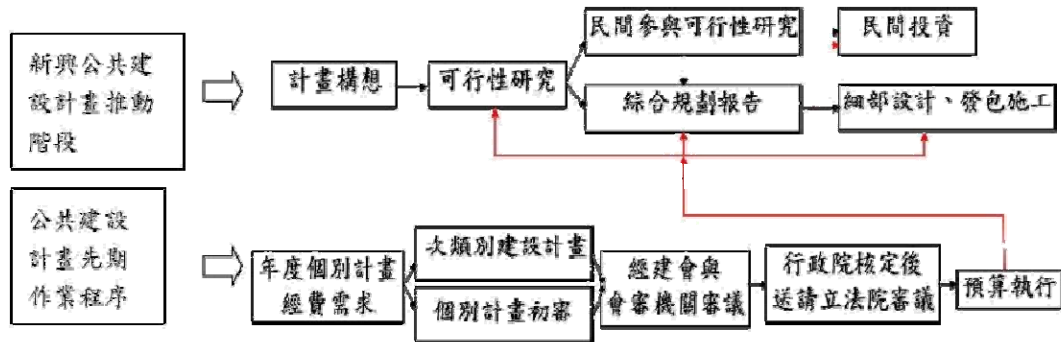 新興公共建
設計畫推動
階段
計畫構想
可行性研究
民間參與可行性研究
民間投資
綜合規劃報告
細部設計、發包施工
公共建設
計畫先期
作業程序
年度個別計畫
經費需求
次類別建設計畫
個別計畫初審
經建會與
會審機關審議
行政院核定後
送請立法院審議
預算執行